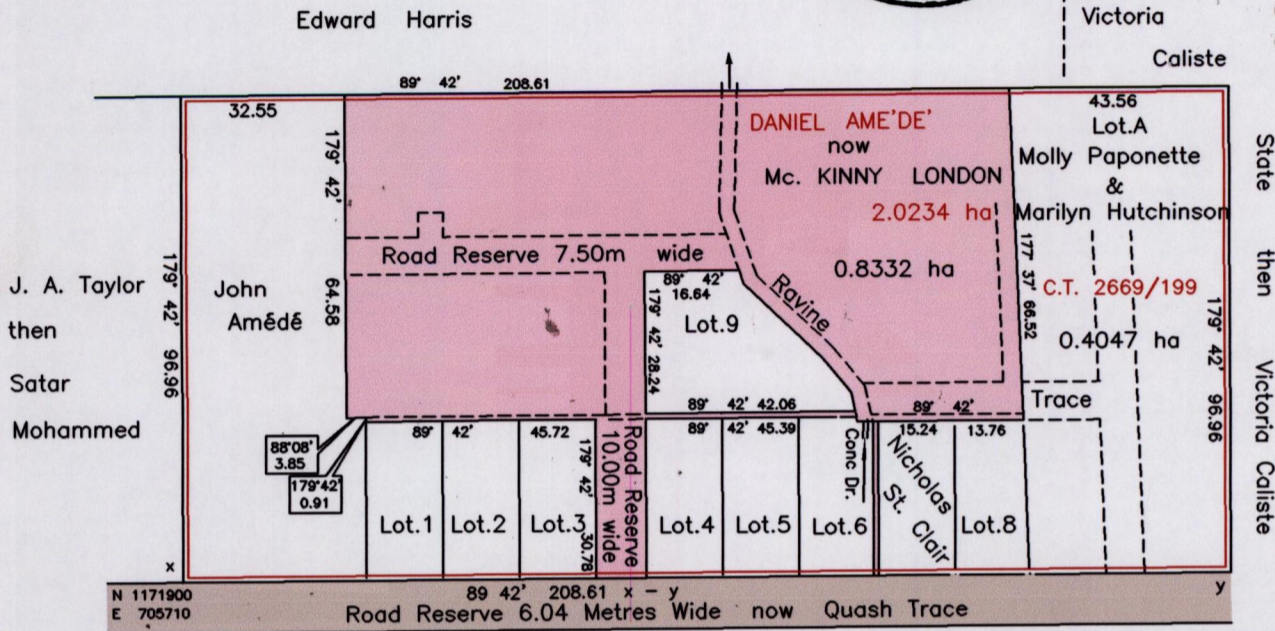 Edward Harris
Victoria
Caliste
89° 42' 208.61
32.55
43.56
DANIEL AME'DE'
now
Mc. KINNY LONDON
2.0234 ha
0.8332 ha
Lot.A
Molly Paponette
&
Marilyn Hutchinson
C.T. 2669/199
0.4047 ha
State then Victoria Caliste
179° 42' 96.96
J. A. Taylor
then
Satar
Mohammed
179° 42' 96.96
John
Amédé
179° 42' 64.58
Road Reserve 7.50m wide
89° 42'
16.64
179° 42' 28.24
Lot.9
Ravine
177 37' 66.52
89° 42' 42.06
89° 42'
Trace
88°08'
3.85
179°42'
0.91
89° 42' 45.72
179° 42' 30.78
Road Reserve
10.00m wide
89° 42' 45.39
Conc Dr.
15.24 13.76
Nicholas
St. Clair
Lot.1 Lot.2 Lot.3 Lot.4 Lot.5 Lot.6 Lot.8
x
y
N 1171900
E 705710
89 42' 208.61 x - y
Road Reserve 6.04 Metres Wide now Quash Trace